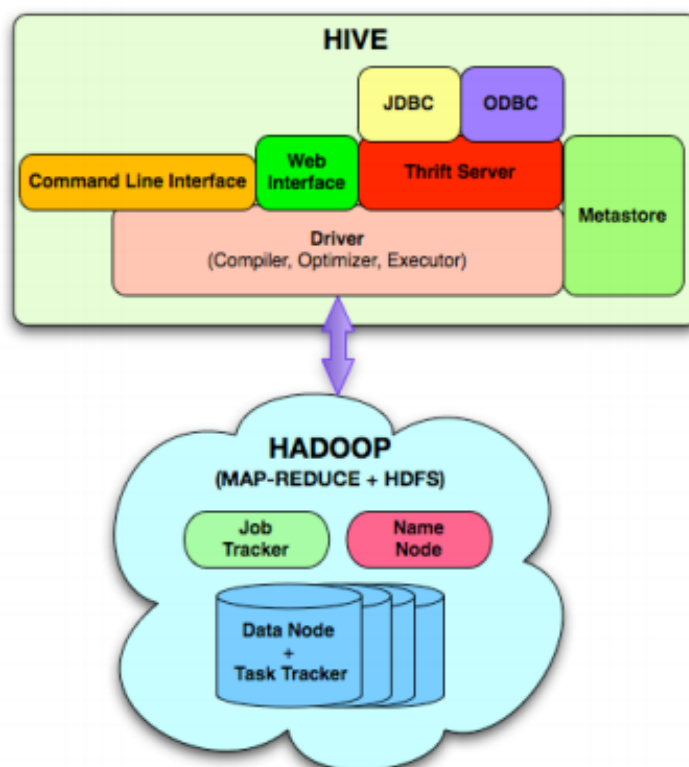 HIVE
JDBC
ODBC
Command Line Interface
Web
Interface
Thrift Server
Metastore
Driver
(Compiler, Optimizer, Executor)
HADOOP
(MAP-REDUCE + HDFS)
Job
Tracker
Name
Node
Data Node
+
Task Tracker